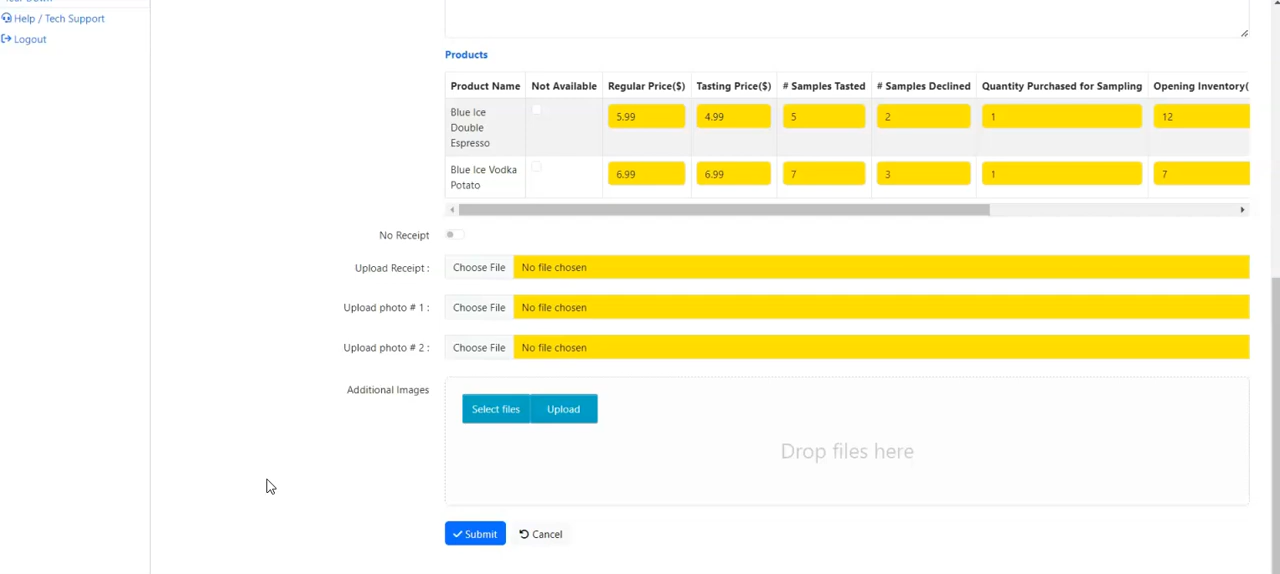 Help / Tech Support
Logout
Products
Product Name Not Available Regular Price($) Tasting Price($) # Samples Tasted # Samples Declined Quantity Purchased for Sampling Opening Inventory(
Blue Ice
Double
Espresso
5.99 4.99 5 2 1 12
Blue Ice Vodka
Potato
6.99 6.99 7 3 1 7
No Receipt
Upload Receipt : Choose File No file chosen
Upload photo # 1 : Choose File No file chosen
Upload photo # 2 : Choose File No file chosen
Additional Images
Select files Upload
Drop files here
Submit Cancel